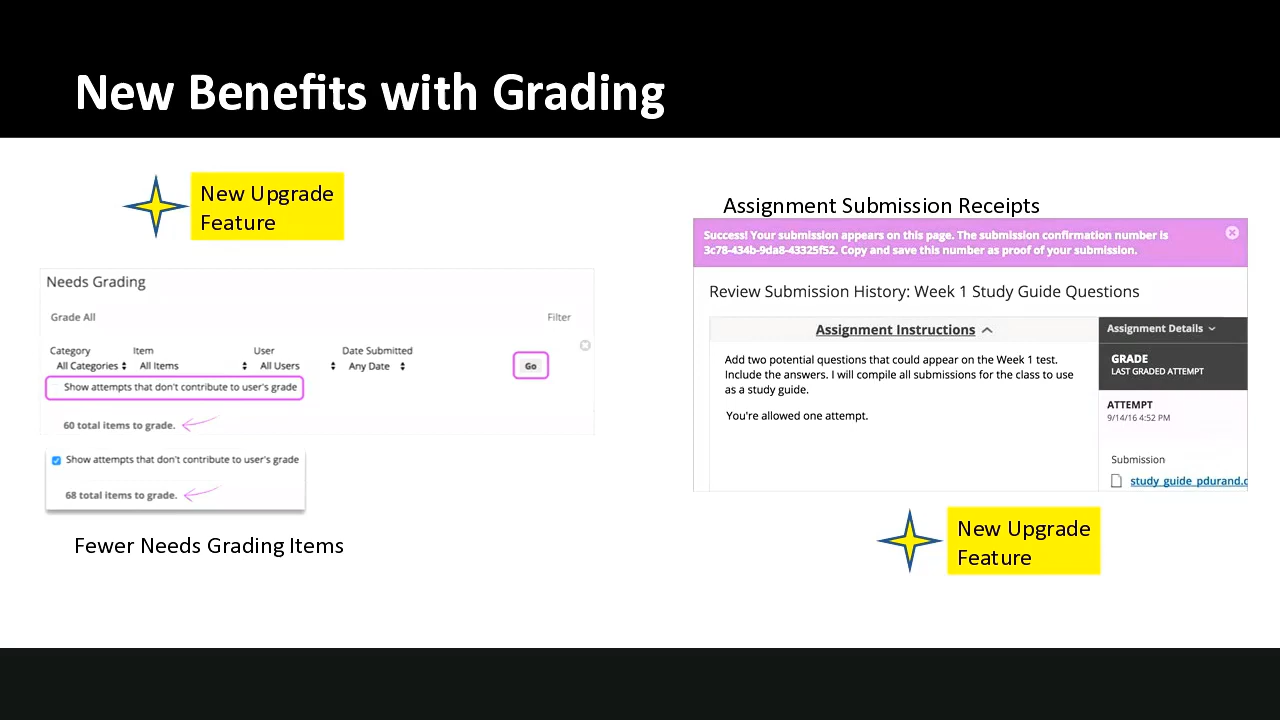 New Benefits with Grading
New Upgrade
Feature
Needs Grading
Grade All
Filter
Category
Item
User
Date Submitted
All Categories
All Items
All Users
Any Date
Go
Show attempts that don't contribute to user's grade
60 total items to grade.
Show attempts that don't contribute to user's grade
68 total items to grade.
Fewer Needs Grading Items
Assignment Submission Receipts
Success! Your submission appears on this page. The submission confirmation number is
3c78-434b-9da8-43325f52. Copy and save this number as proof of your submission.
Review Submission History: Week 1 Study Guide Questions
Assignment Instructions
Add two potential questions that could appear on the Week 1 test.
Include the answers. I will compile all submissions for the class to use
as a study guide.
You're allowed one attempt.
Assignment Details
GRADE
LAST GRADED ATTEMPT
ATTEMPT
9/14/16 4:52 PM
Submission
study_guide_pdurand.c
New Upgrade
Feature